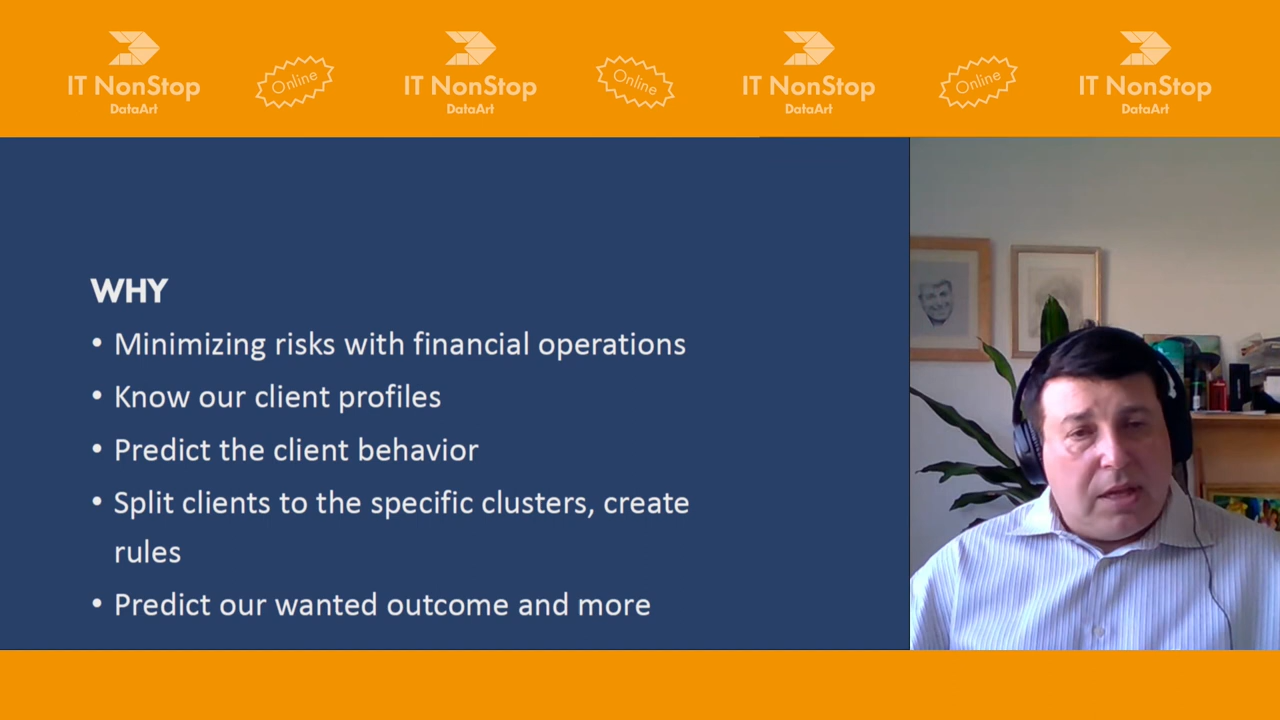 IT NonStop
DataArt
Online
IT NonStop
DataArt
Online
IT NonStop
DataArt
Online
IT NonStop
DataArt
WHY
• Minimizing risks with financial operations
• Know our client profiles
• Predict the client behavior
• Split clients to the specific clusters, create
rules
• Predict our wanted outcome and more